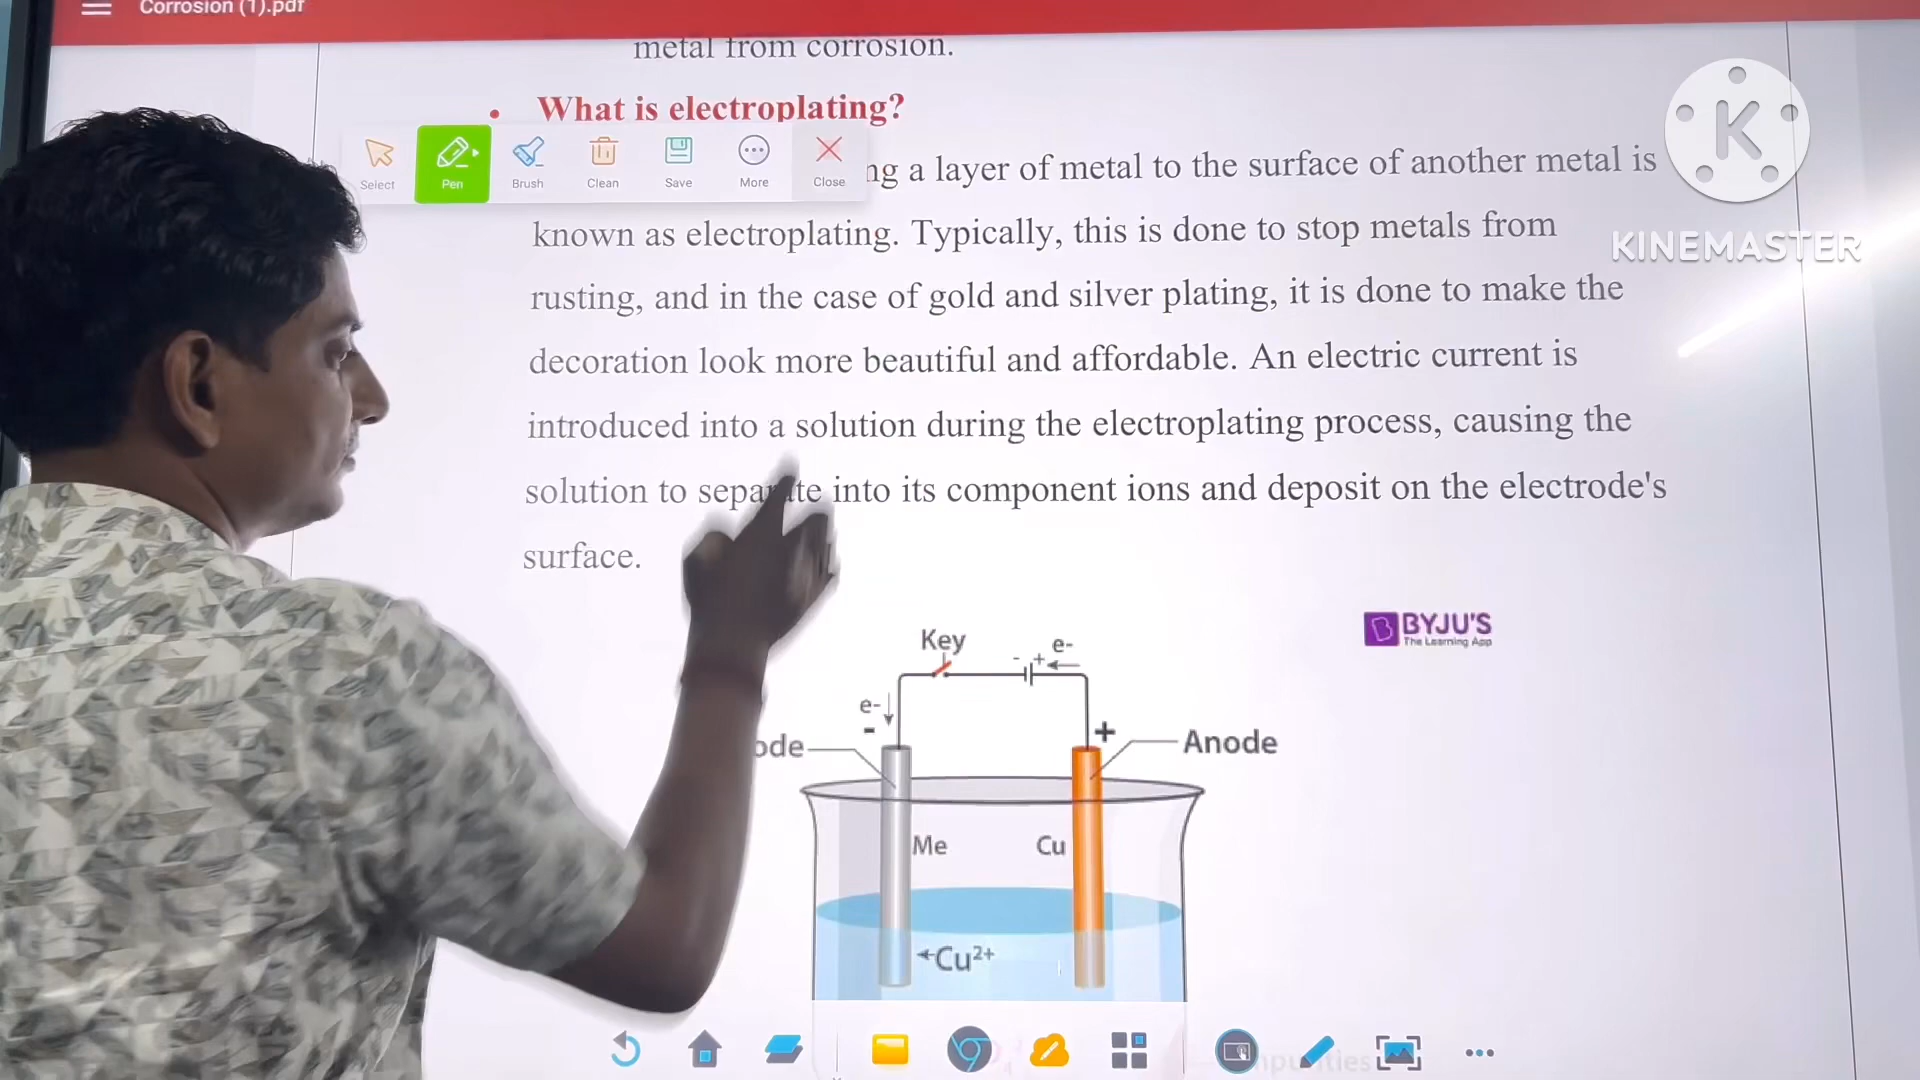 Corrosion (1).pdf
metal from corrosion.
• What is electroplating?
Select Pen Brush Clean Save More Close
ng a layer of metal to the surface of another metal is
known as electroplating. Typically, this is done to stop metals from
rusting, and in the case of gold and silver plating, it is done to make the
decoration look more beautiful and affordable. An electric current is
introduced into a solution during the electroplating process, causing the
solution to separate into its component ions and deposit on the electrode's
surface.
KINEMASTER
BYJU'S
The Learning App
Key
- + e-
e-
- +
ode Anode
Me Cu
Cu²⁺